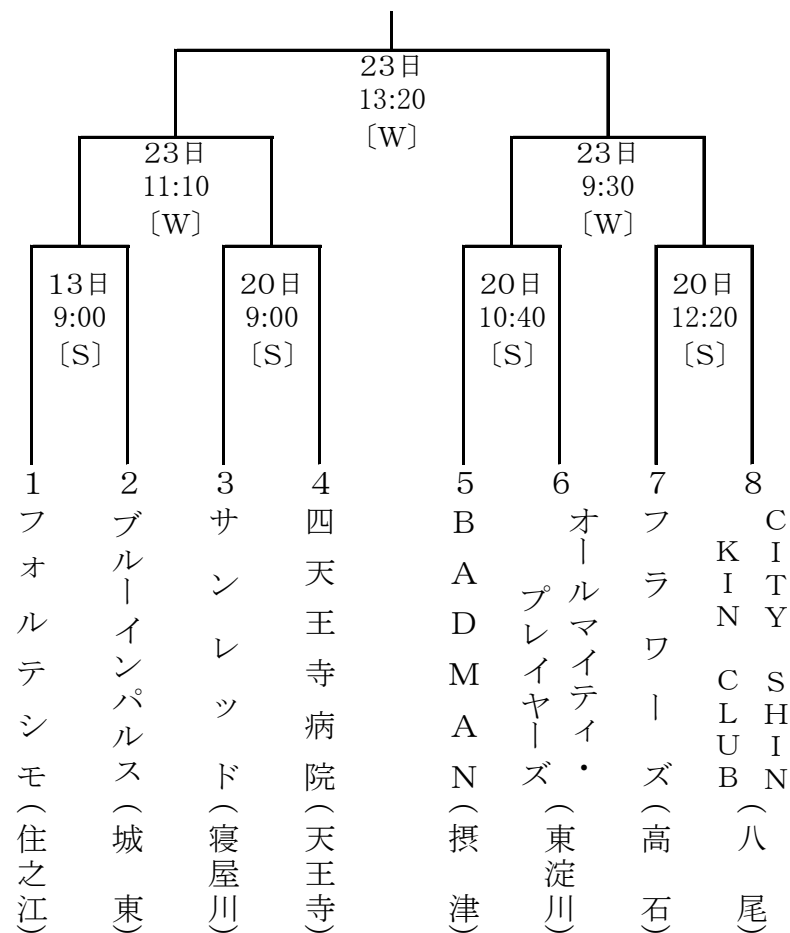 23日
13:20
〔W〕
23日
11:10
〔W〕
23日
9:30
〔W〕
13日
9:00
〔S〕
20日
9:00
〔S〕
20日
10:40
〔S〕
20日
12:20
〔S〕
1
フォルテシモ(住之江)
2
ブルーインパルス(城東)
3
サンレッド(寝屋川)
4
四天王寺病院(天王寺)
5
BADMAN(摂津)
6
オールマイティ・
プレイヤーズ
(東淀川)
7
フラワーズ(高石)
8
CITY SHIN
KIN CLUB
(八尾)